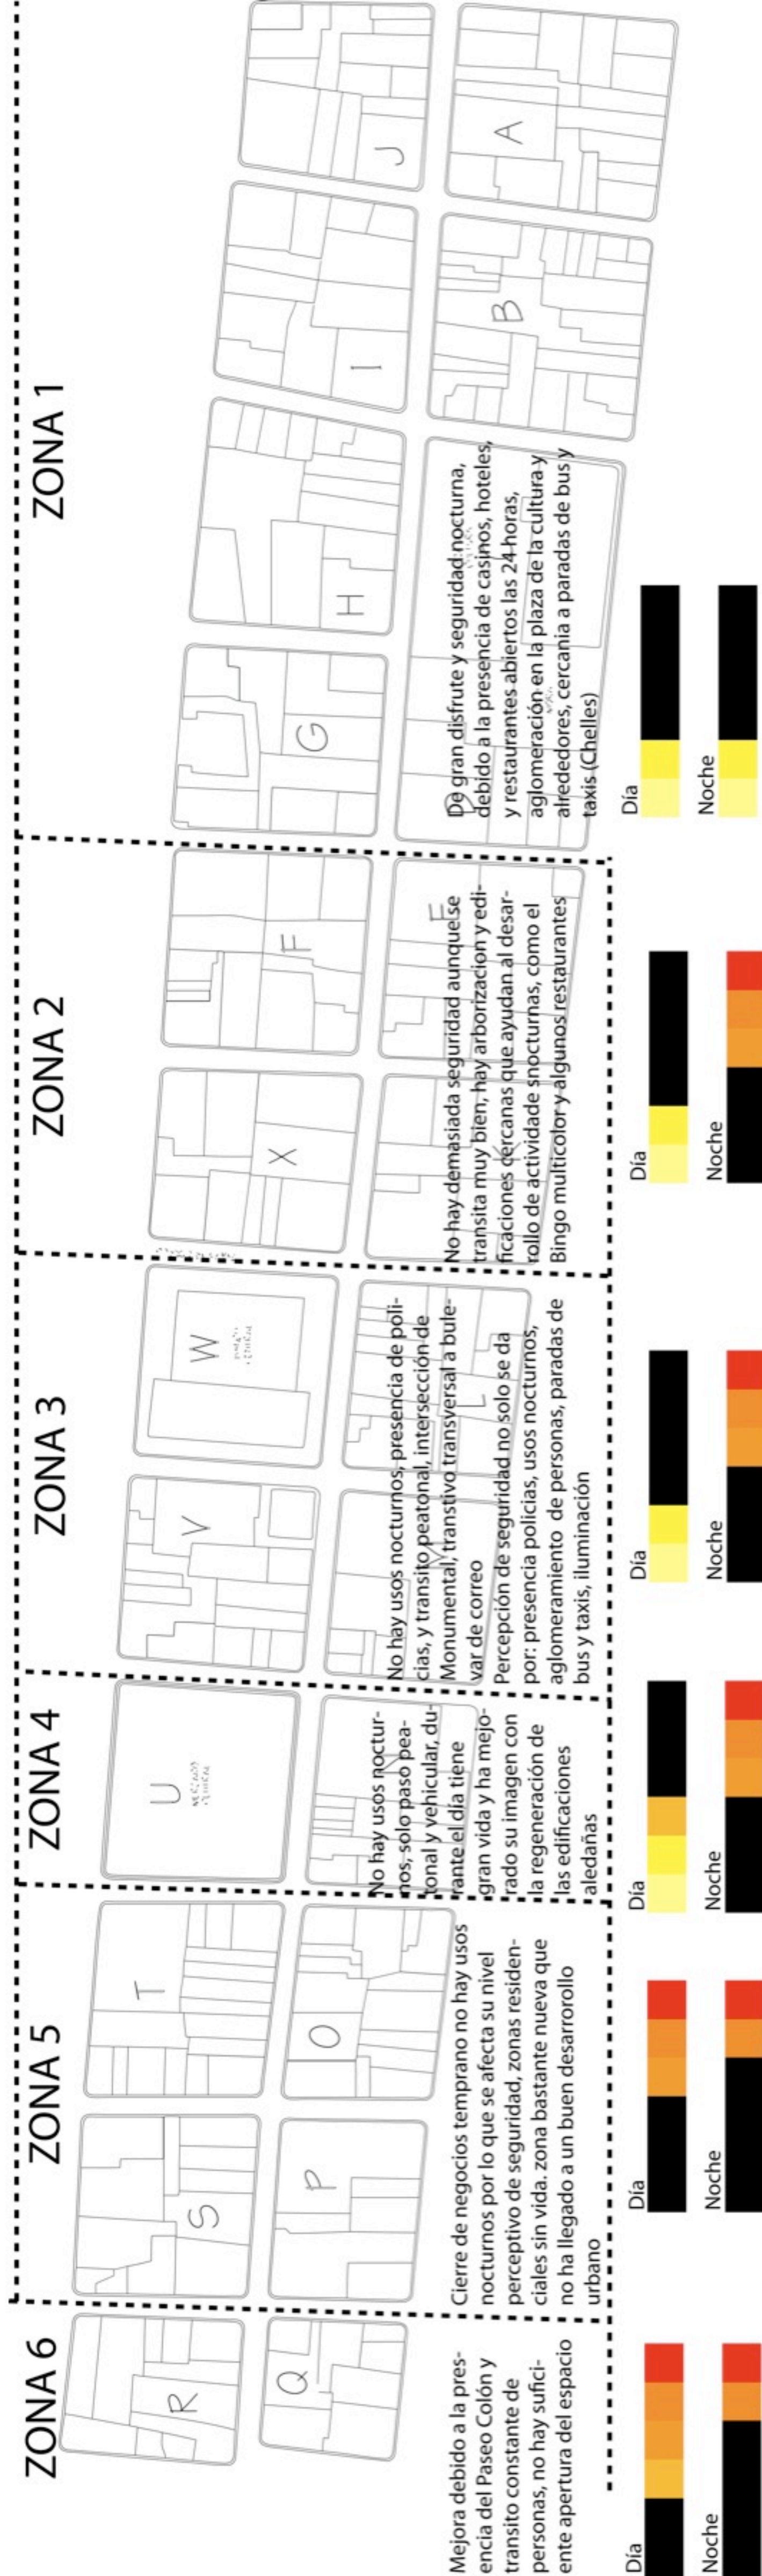 ZONA 6
R
Q
Mejora debido a la pres-
encia del Paseo Colón y
transito constante de
personas, no hay sufici-
ente apertura del espacio
Día
Noche
ZONA 5
S
T
P
O
Cierre de negocios temprano no hay usos
nocturnos por lo que se afecta su nivel
perceptivo de seguridad, zonas residen-
ciales sin vida. zona bastante nueva que
no ha llegado a un buen desarrorollo
urbano
Día
Noche
ZONA 4
U
MERCADO
CENTRAL
No hay usos noctur-
nos, solo paso pea-
tonal y vehicular, du-
rante el día tiene
gran vida y ha mejo-
rado su imagen con
la regeneración de
las edificaciones
aledañas
Día
Noche
ZONA 3
V
W
L
No hay usos nocturnos, presencia de poli-
cias, y transito peatonal, intersección de
Monumental, transtivo transversal a bule-
var de correo
Percepción de seguridad no solo se da
por: presencia policias, usos nocturnos,
aglomeramiento de personas, paradas de
bus y taxis, iluminación
Día
Noche
ZONA 2
X
F
E
No hay demasiada seguridad aunque se
transita muy bien, hay arborizacion y edi-
ficaciones cercanas que ayudan al desar-
rollo de actividade snocturnas, como el
Bingo multicolor y algunos restaurantes
Día
Noche
ZONA 1
G
H
I
J
D
B
A
De gran disfrute y seguridad nocturna,
debido a la presencia de casinos, hoteles,
y restaurantes abiertos las 24 horas,
aglomeración en la plaza de la cultura y
alrededores, cercania a paradas de bus y
taxis (Chelles)
Día
Noche